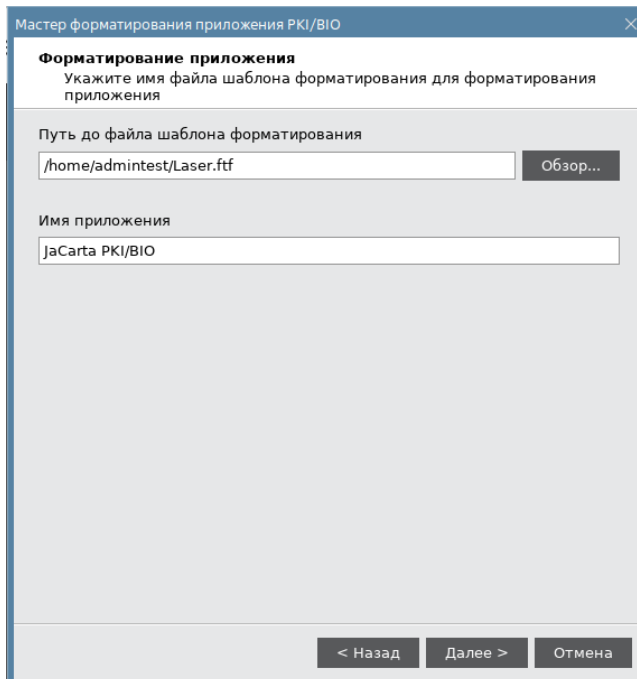 Мастер форматирования приложения PKI/BIO
Форматирование приложения
Укажите имя файла шаблона форматирования для форматирования
приложения
Путь до файла шаблона форматирования
/home/admintest/Laser.ftf
Обзор...
Имя приложения
JaCarta PKI/BIO
< Назад
Далее >
Отмена